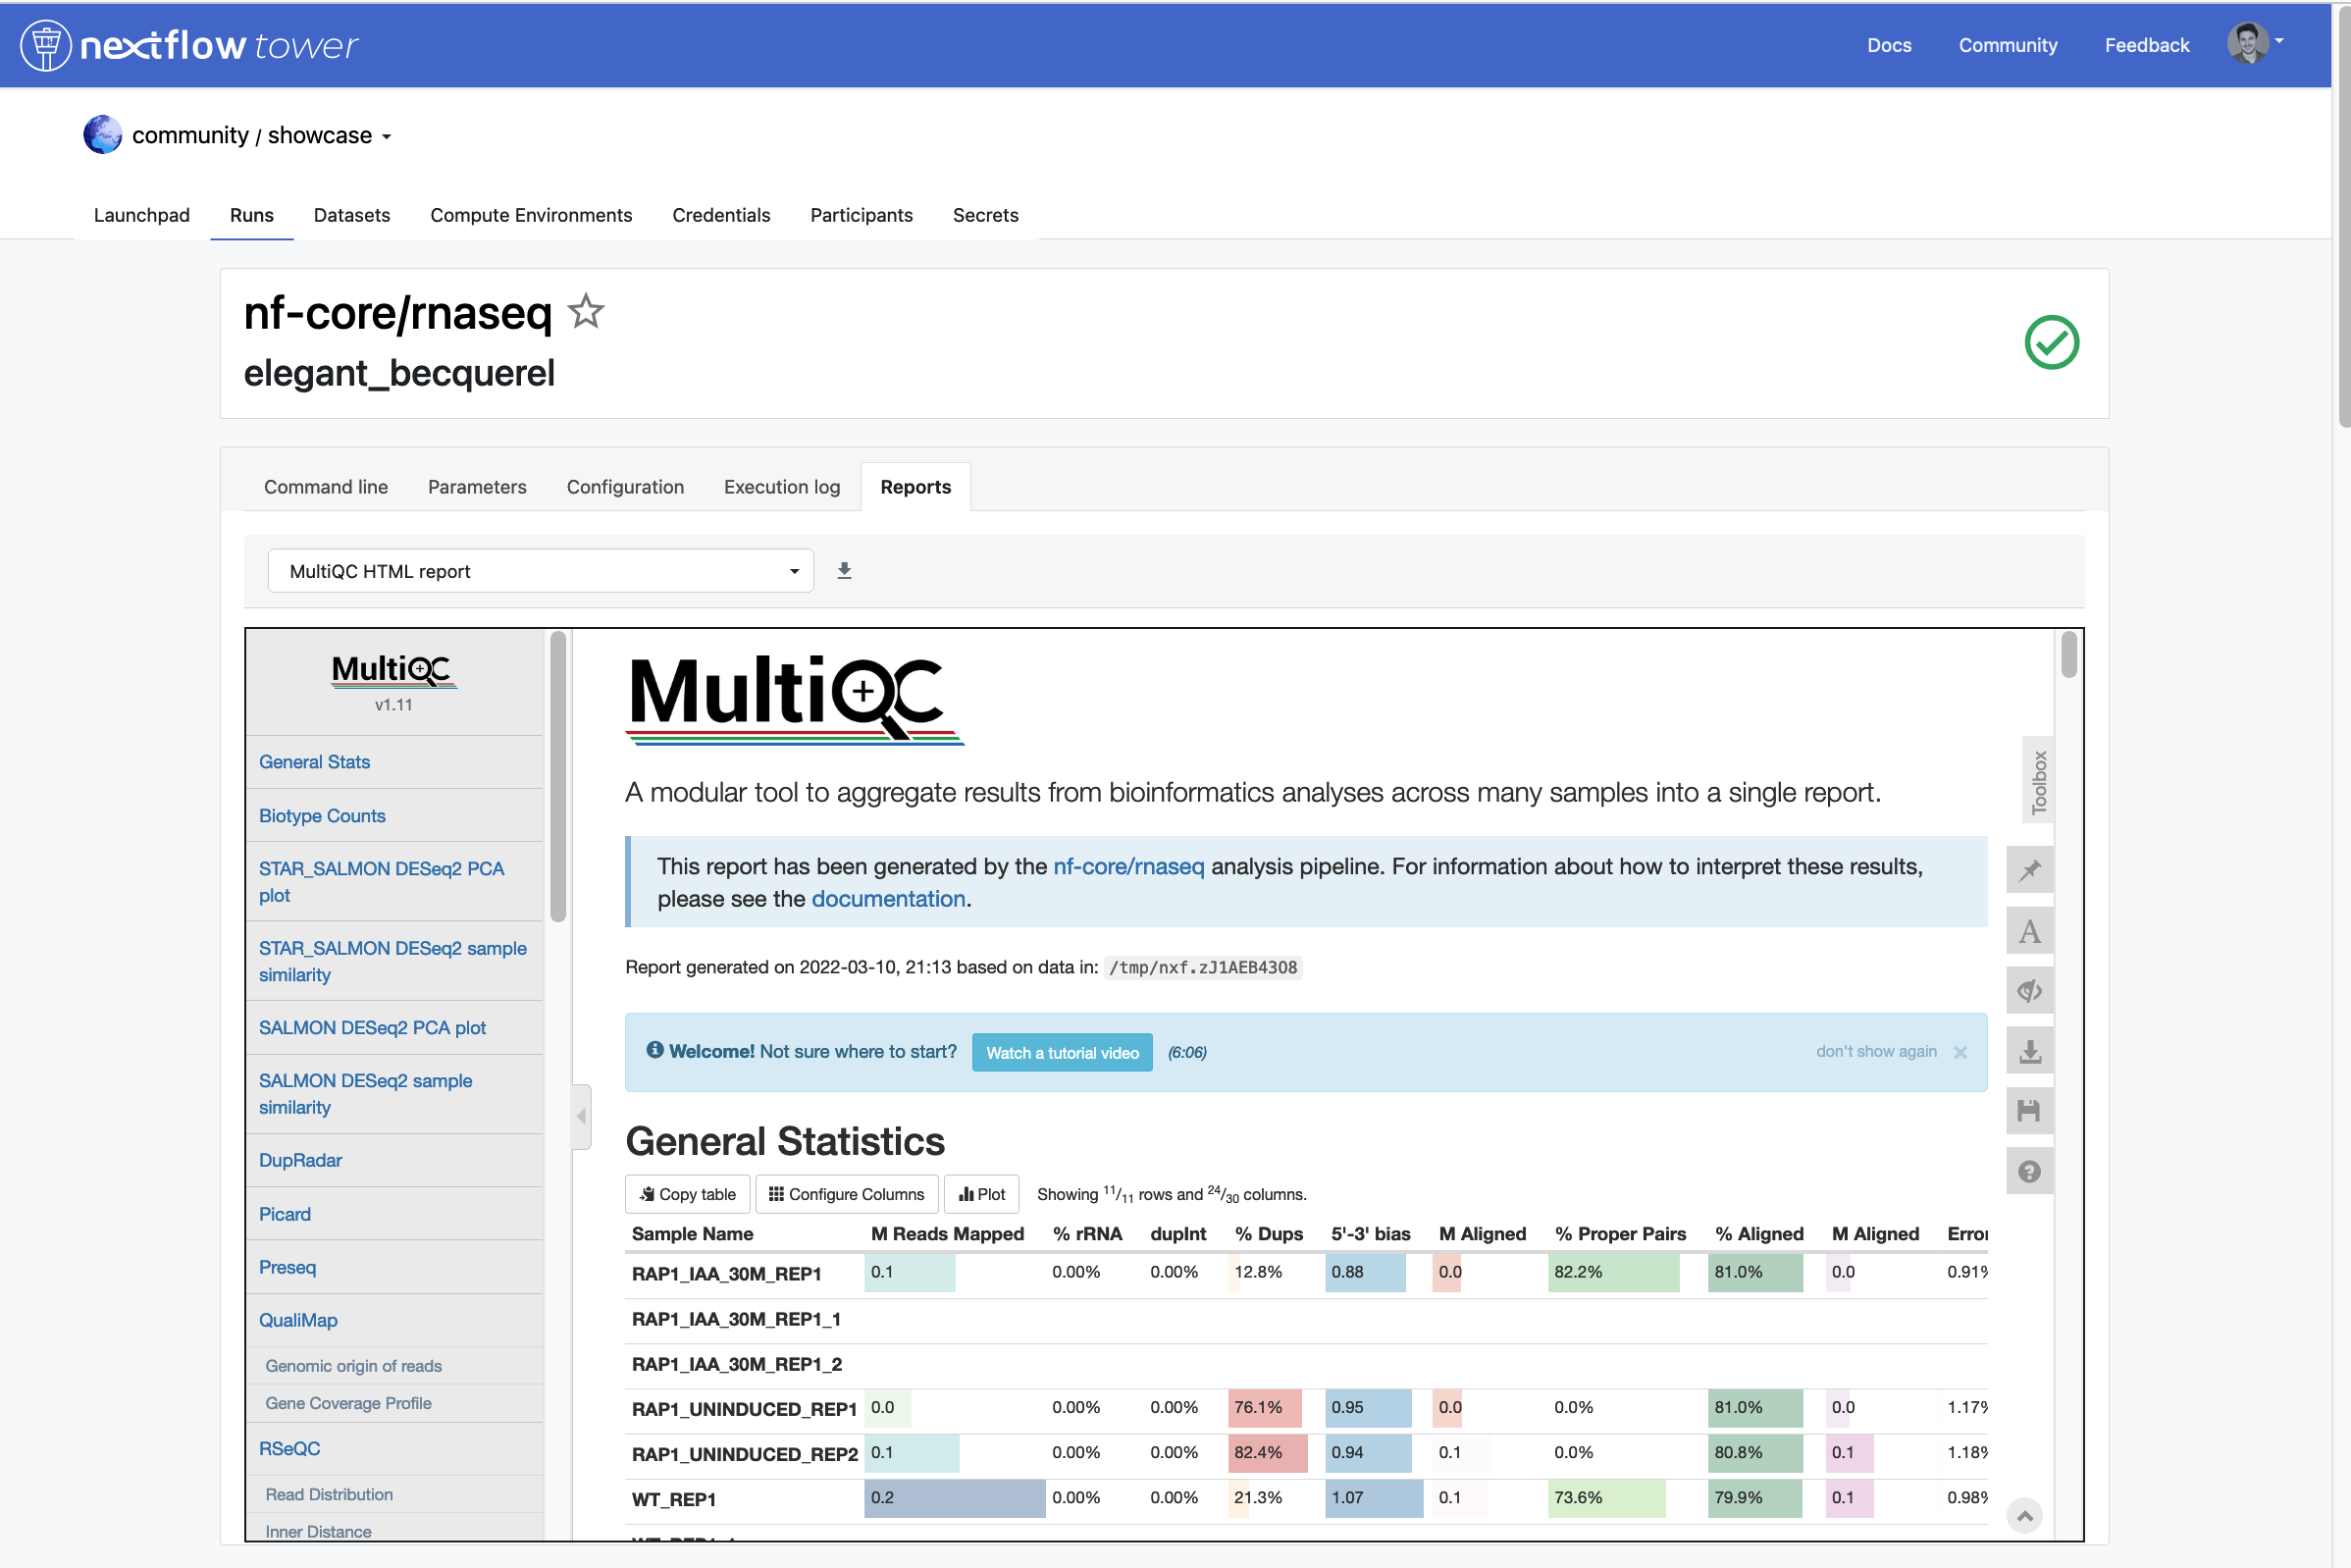 nextflow tower
Docs Community Feedback
community / showcase
Launchpad Runs Datasets Compute Environments Credentials Participants Secrets
nf-core/rnaseq
elegant_becquerel
Command line Parameters Configuration Execution log Reports
MultiQC HTML report
MultiQC
v1.11
General Stats
Biotype Counts
STAR_SALMON DESeq2 PCA
plot
STAR_SALMON DESeq2 sample
similarity
SALMON DESeq2 PCA plot
SALMON DESeq2 sample
similarity
DupRadar
Picard
Preseq
QualiMap
Genomic origin of reads
Gene Coverage Profile
RSeQC
Read Distribution
Inner Distance
MultiQC
A modular tool to aggregate results from bioinformatics analyses across many samples into a single report.
This report has been generated by the nf-core/rnaseq analysis pipeline. For information about how to interpret these results,
please see the documentation.
Report generated on 2022-03-10, 21:13 based on data in: /tmp/nxf.zJ1AEB43O8
Welcome! Not sure where to start? Watch a tutorial video (6:06) don't show again ×
General Statistics
Copy table Configure Columns Plot Showing 11/11 rows and 24/30 columns.
Sample Name M Reads Mapped % rRNA dupInt % Dups 5'-3' bias M Aligned % Proper Pairs % Aligned M Aligned Error
RAP1_IAA_30M_REP1 0.1 0.00% 0.00% 12.8% 0.88 0.0 82.2% 81.0% 0.0 0.91%
RAP1_IAA_30M_REP1_1
RAP1_IAA_30M_REP1_2
RAP1_UNINDUCED_REP1 0.0 0.00% 0.00% 76.1% 0.95 0.0 0.0% 81.0% 0.0 1.17%
RAP1_UNINDUCED_REP2 0.1 0.00% 0.00% 82.4% 0.94 0.1 0.0% 80.8% 0.1 1.18%
WT_REP1 0.2 0.00% 0.00% 21.3% 1.07 0.1 73.6% 79.9% 0.1 0.98%
Toolbox
A